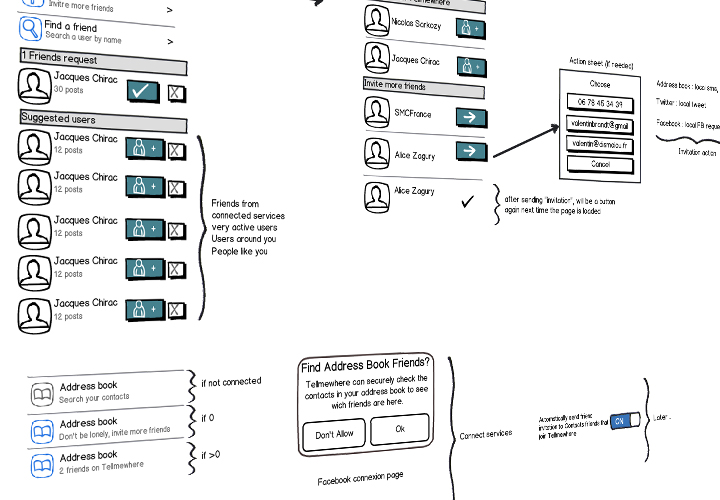 Invitre more friends
>
Find a friend
Search a user by name
>
1 Friends request
Jacques Chirac
30 posts
X
Suggested users
Jacques Chirac
12 posts
+
X
Jacques Chirac
12 posts
+
X
Jacques Chirac
12 posts
+
X
Jacques Chirac
12 posts
+
X
Jacques Chirac
12 posts
+
X
Friends from
connected services
very active users
Users around you
People like you
Nicolas Sarkozy
+
Jacques Chirac
+
Invite more friends
SMCFrance
Alice Zagury
Alice Zagury
after sending "invitation", will be a button
again next time the page is loaded
Action sheet (if needed)
Choose
06 78 45 34 39
valentinbrandt@gmail
valentin@dismoiou.fr
Cancel
Address book : local sms,
Twitter : local tweet
Facebook : local FB reque
Invitation action
Address book
Search your contacts
if not connected
Address book
Don't be lonely, invite more friends
if 0
Address book
2 friends on Tellmewhere
if >0
Find Address Book Friends?
Tellmewhere can securely check the
contacts in your address book to see
wich friends are here.
Don't Allow
Ok
Facebook connexion page
Connect services
Automatically send friend
invitation to Contacts friends that
join Tellmewhere
ON
Later...